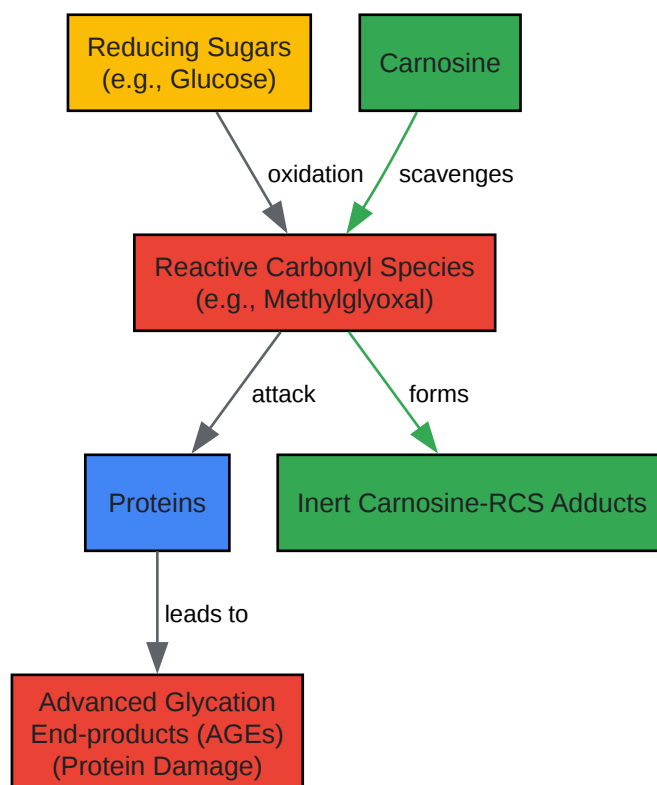 Reducing Sugars
(e.g., Glucose)
Carnosine
oxidation
scavenges
Reactive Carbonyl Species
(e.g., Methylglyoxal)
attack
forms
Proteins
Inert Carnosine-RCS Adducts
leads to
Advanced Glycation
End-products (AGEs)
(Protein Damage)